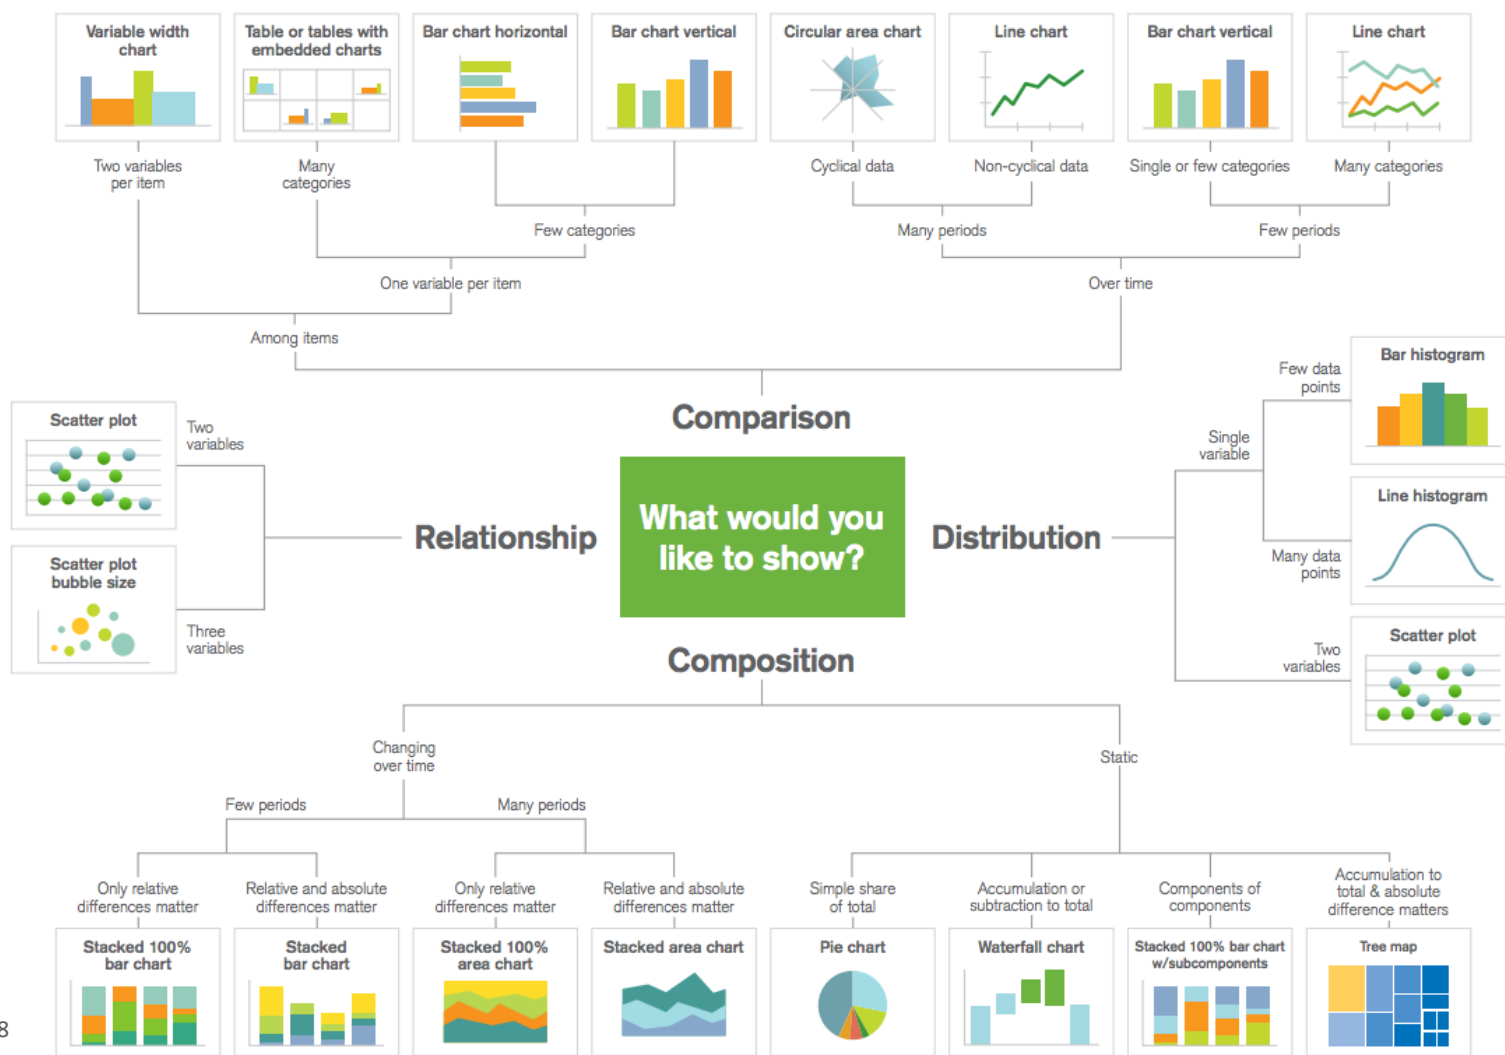 Variable width
chart
Table or tables with
embedded charts
Bar chart horizontal
Bar chart vertical
Circular area chart
Line chart
Bar chart vertical
Line chart
Two variables
per item
Many
categories
Cyclical data
Non-cyclical data
Single or few categories
Many categories
Few categories
Many periods
Few periods
One variable per item
Over time
Among items
Comparison
Scatter plot
Two
variables
Scatter plot
bubble size
Three
variables
Relationship
What would you
like to show?
Distribution
Single
variable
Few data
points
Bar histogram
Many data
points
Line histogram
Two
variables
Scatter plot
Composition
Changing
over time
Static
Few periods
Many periods
Only relative
differences matter
Relative and absolute
differences matter
Only relative
differences matter
Relative and absolute
differences matter
Simple share
of total
Accumulation or
subtraction to total
Components of
components
Accumulation to
total & absolute
difference matters
Stacked 100%
bar chart
Stacked
bar chart
Stacked 100%
area chart
Stacked area chart
Pie chart
Waterfall chart
Stacked 100% bar chart
w/subcomponents
Tree map
8